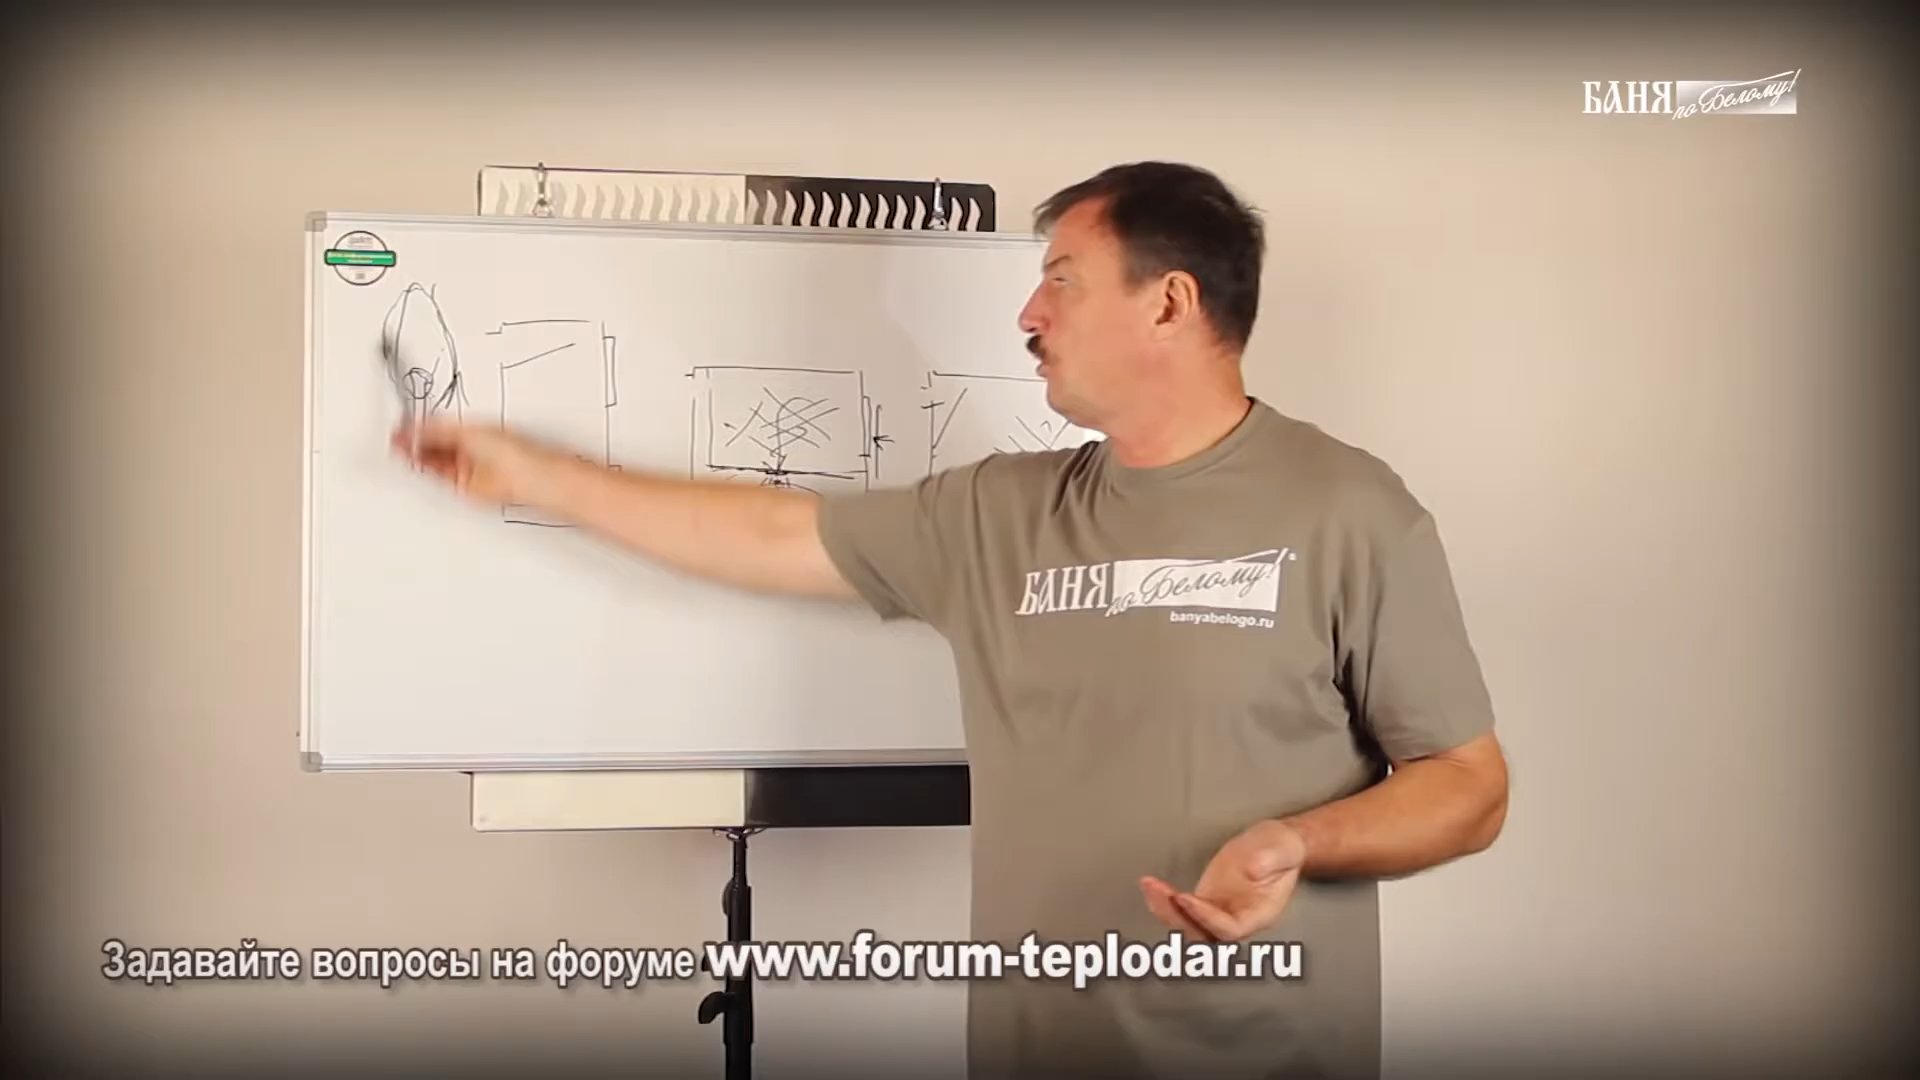 БАНЯ по Белому!
БАНЯ по Белому!
banyabelogo.ru
Задавайте вопросы на форуме www.forum-teplodar.ru